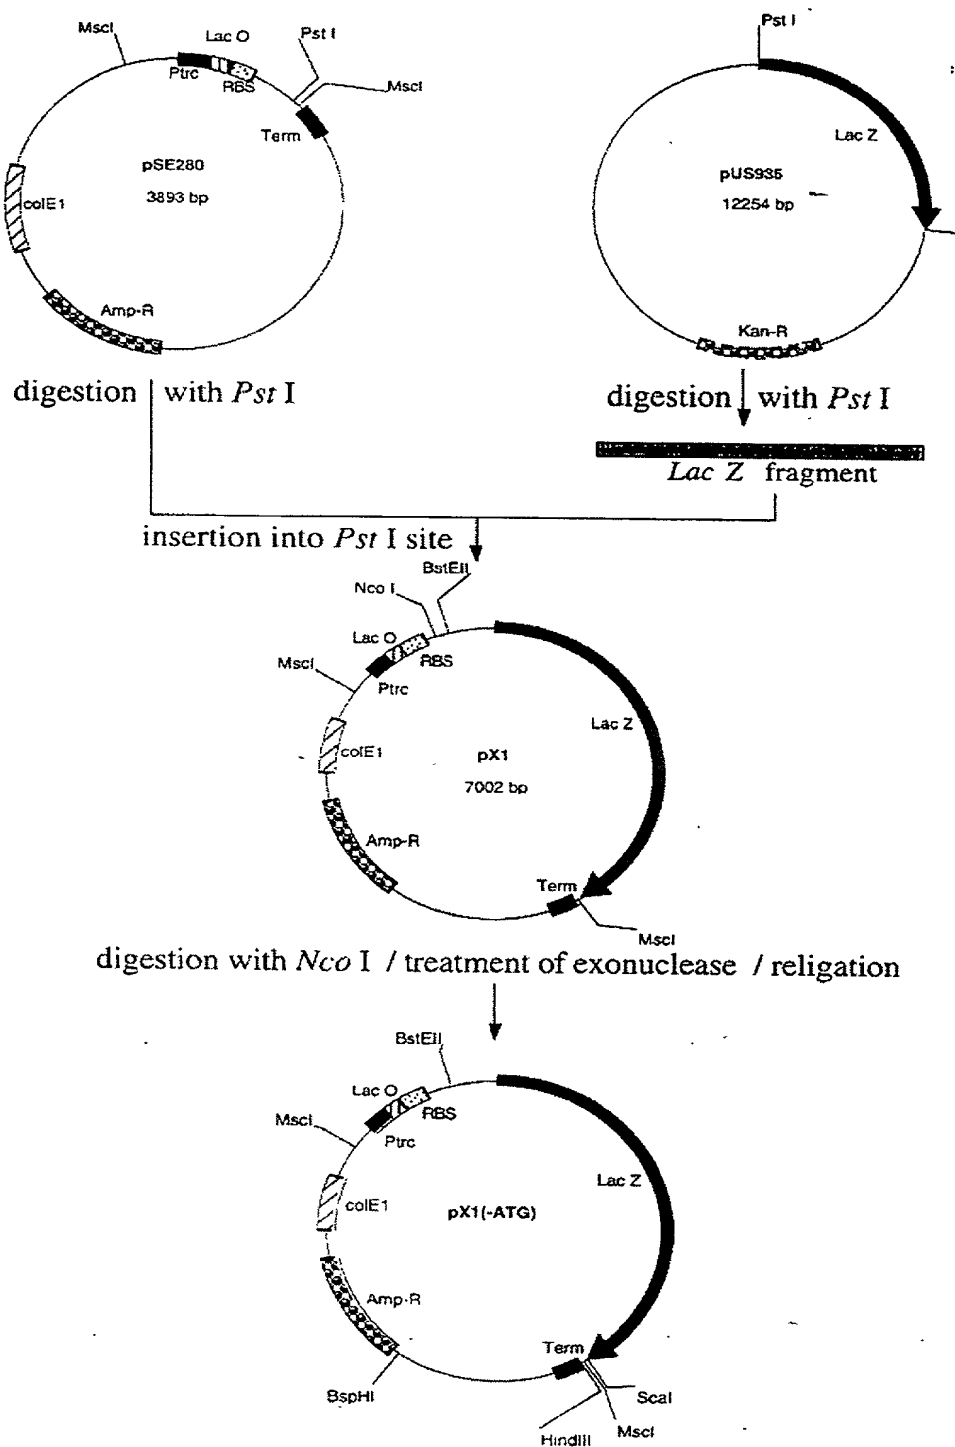 MscI
Lac O
Pst I
Ptrc
RBS
MscI
Term
pSE280
3893 bp
colE1
Amp-R
Pst I
Lac Z
pUS935
12254 bp
Kan-R
digestion with Pst I
digestion with Pst I
Lac Z fragment
insertion into Pst I site
BstEII
Nco I
Lac O
RBS
MscI
Ptrc
Lac Z
colE1
pX1
7002 bp
Amp-R
Term
MscI
digestion with Nco I / treatment of exonuclease / religation
BstEII
Lac O
RBS
MscI
Ptrc
Lac Z
colE1
pX1(-ATG)
Amp-R
Term
BspHI
ScaI
MscI
HindIII